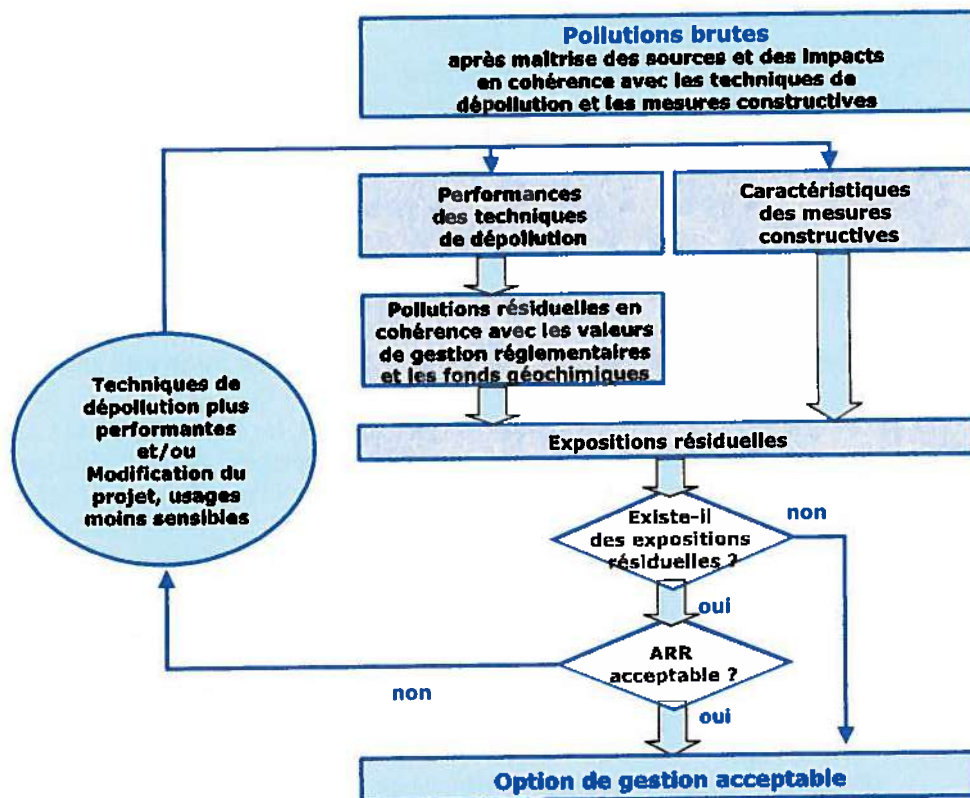 Pollutions brutes
après maîtrise des sources et des impacts
en cohérence avec les techniques de
dépollution et les mesures constructives
Performances
des techniques
de dépollution
Caractéristiques
des mesures
constructives
Pollutions résiduelles en
cohérence avec les valeurs
de gestion réglementaires
et les fonds géochimiques
Techniques de
dépollution plus
performantes
et/ou
Modification du
projet, usages
moins sensibles
Expositions résiduelles
Existe-il
des expositions
résiduelles ?
non
oui
ARR
acceptable ?
non
oui
Option de gestion acceptable